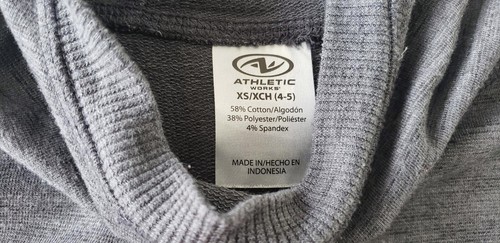 ATHLETIC
WORKS
XS/XCH (4-5)
58% Cotton/Algodón
38% Polyester/Poliéster
4% Spandex
MADE IN/HECHO EN
INDONESIA